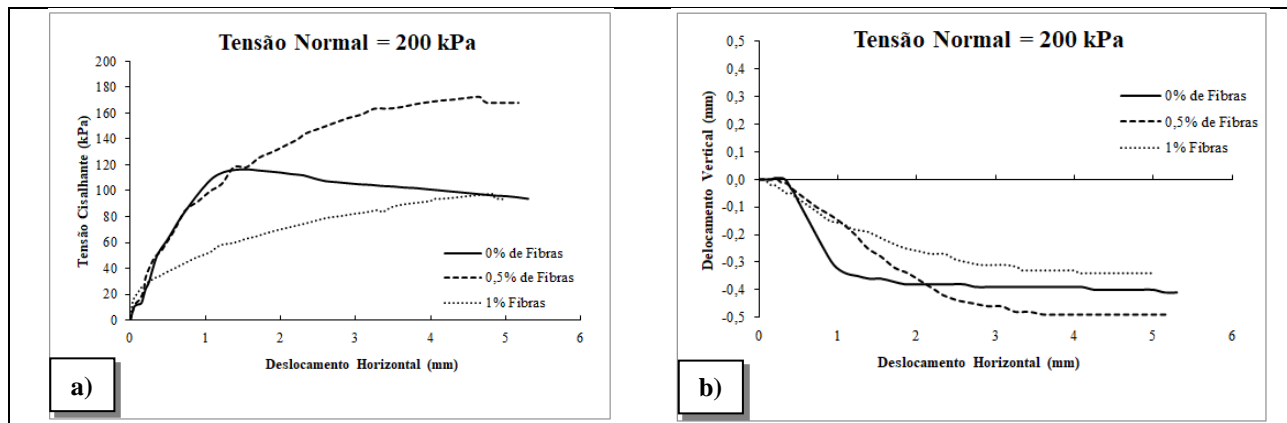 Tensão Normal = 200 kPa
200
180
160
140
120
100
80
60
40
20
0
Tensão Cisalhante (kPa)
0% de Fibras
0,5% de Fibras
1% Fibras
0 1 2 3 4 5 6
Deslocamento Horizontal (mm)
a)
Tensão Normal = 200 kPa
0,5
0,4
0,3
0,2
0,1
0,0
-0,1
-0,2
-0,3
-0,4
-0,5
Delocamento Vertical (mm)
0% de Fibras
0,5% de Fibras
1% Fibras
0 1 2 3 4 5 6
Deslocamento Horizontal (mm)
b)